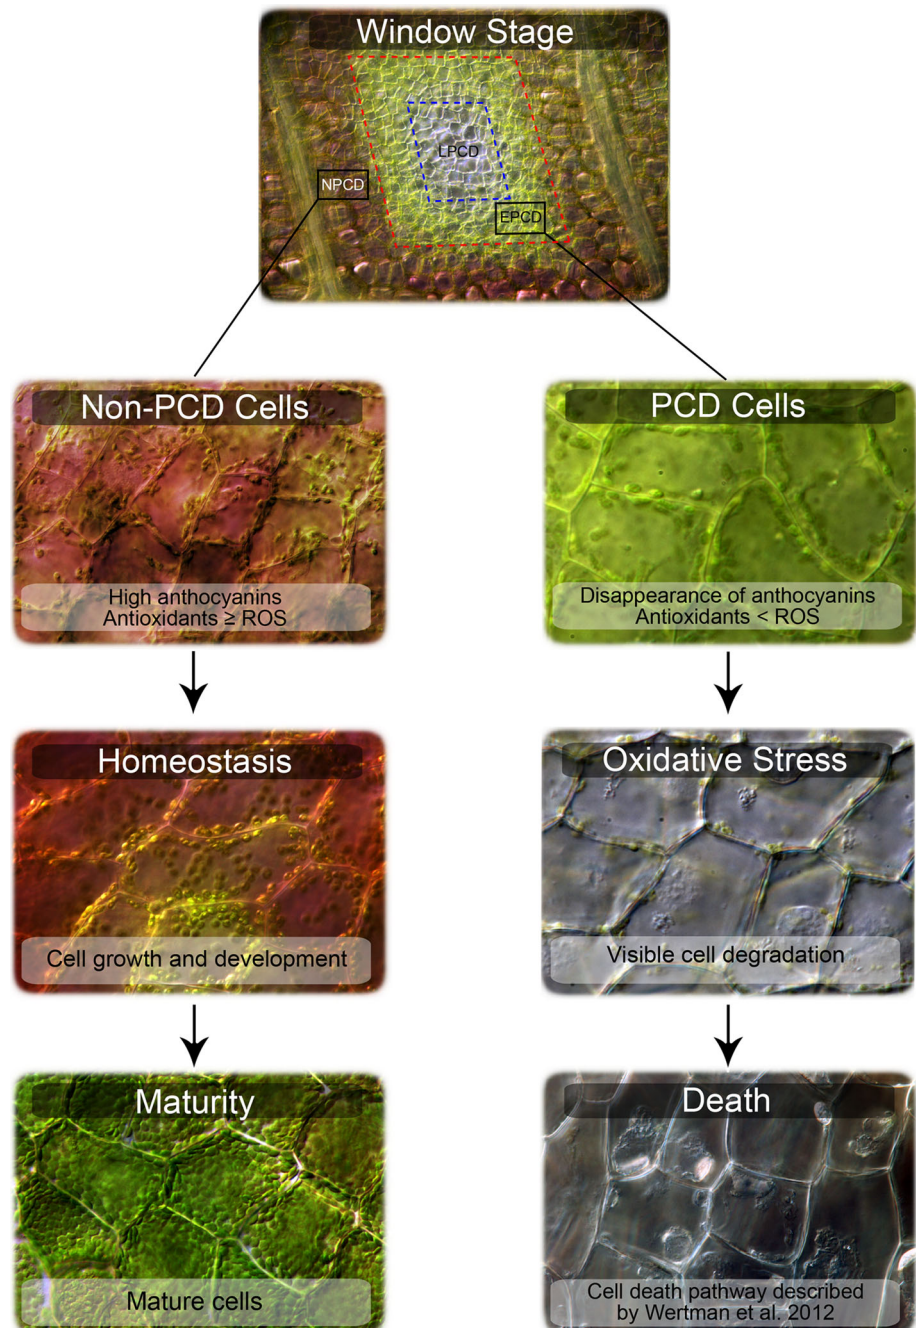 Window Stage
LPCD
NPCD
EPCD
Non-PCD Cells
High anthocyanins
Antioxidants ≥ ROS
PCD Cells
Disappearance of anthocyanins
Antioxidants < ROS
Homeostasis
Cell growth and development
Oxidative Stress
Visible cell degradation
Maturity
Mature cells
Death
Cell death pathway described
by Wertman et al. 2012